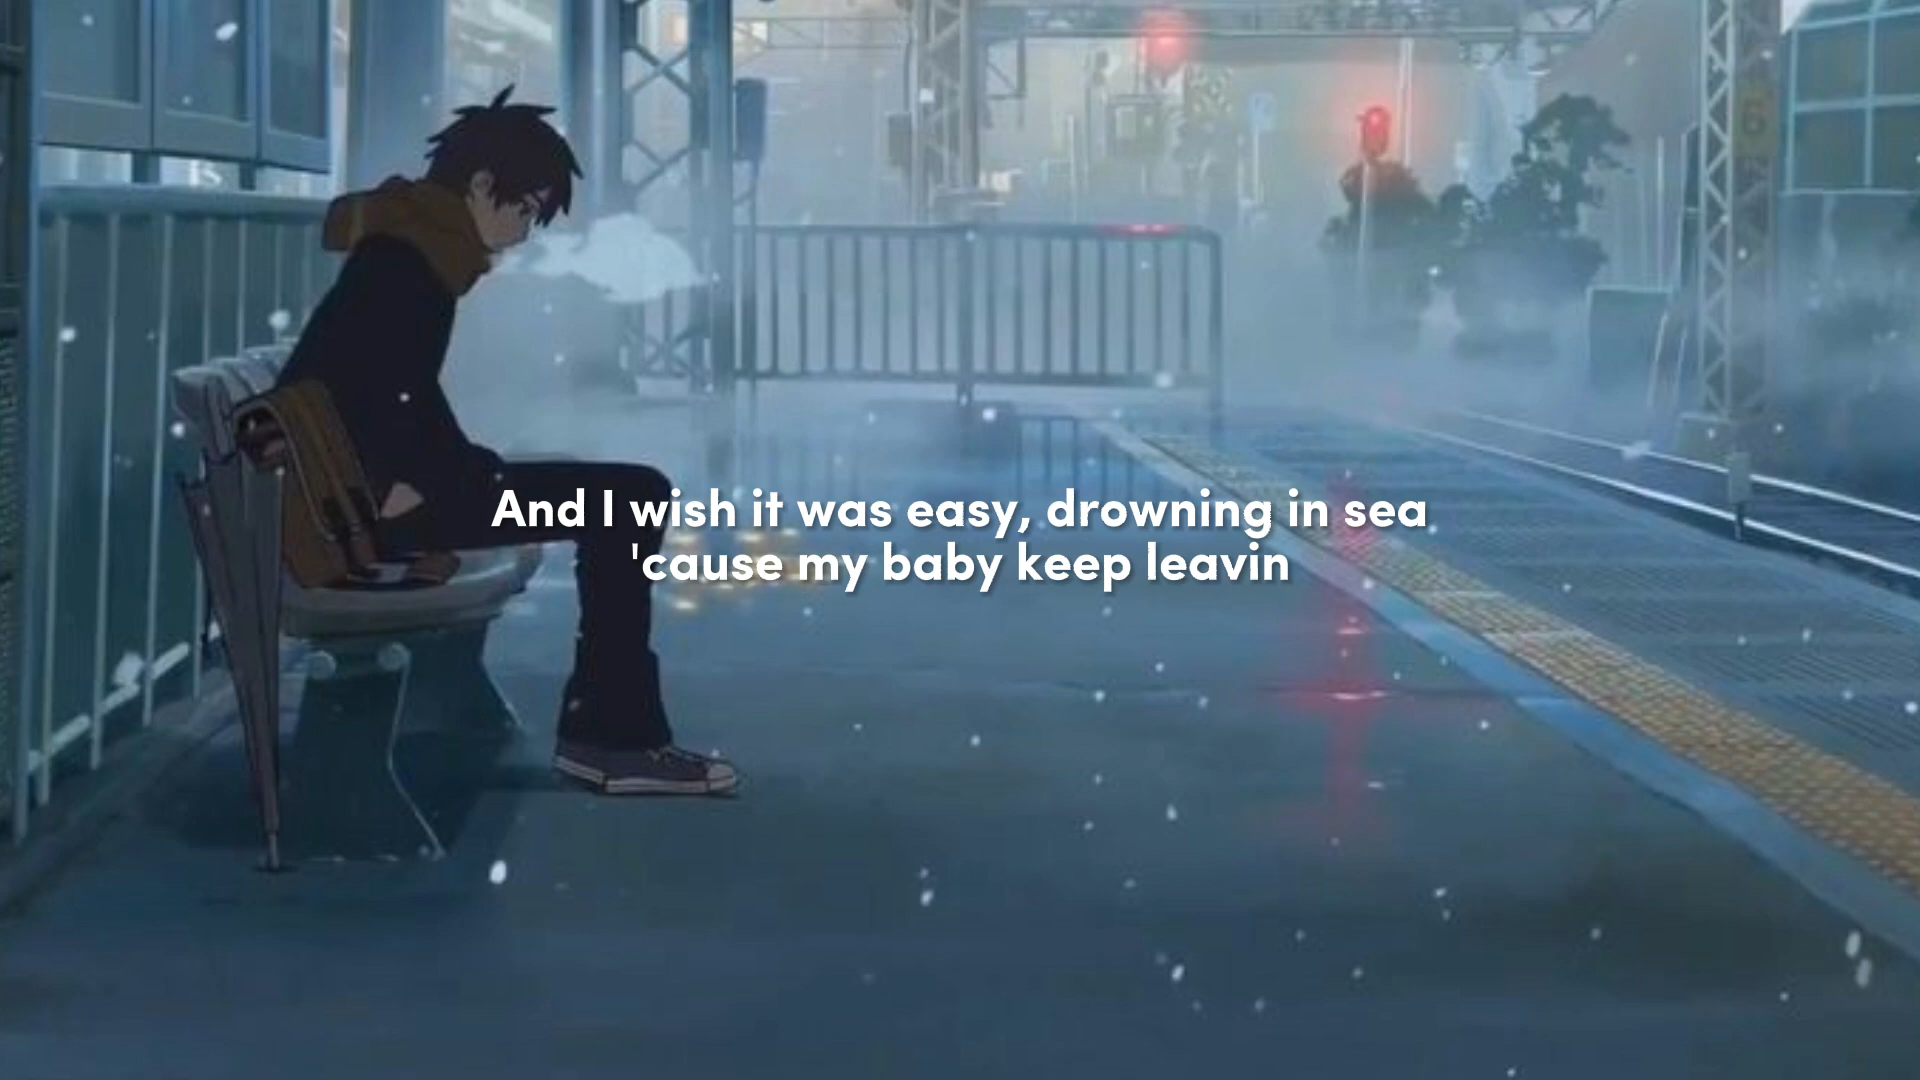 And I wish it was easy, drowning in sea
'cause my baby keep leavin